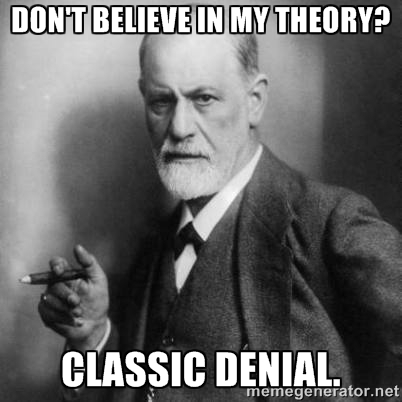 DON'T BELIEVE IN MY THEORY?
CLASSIC DENIAL.
memegenerator.net